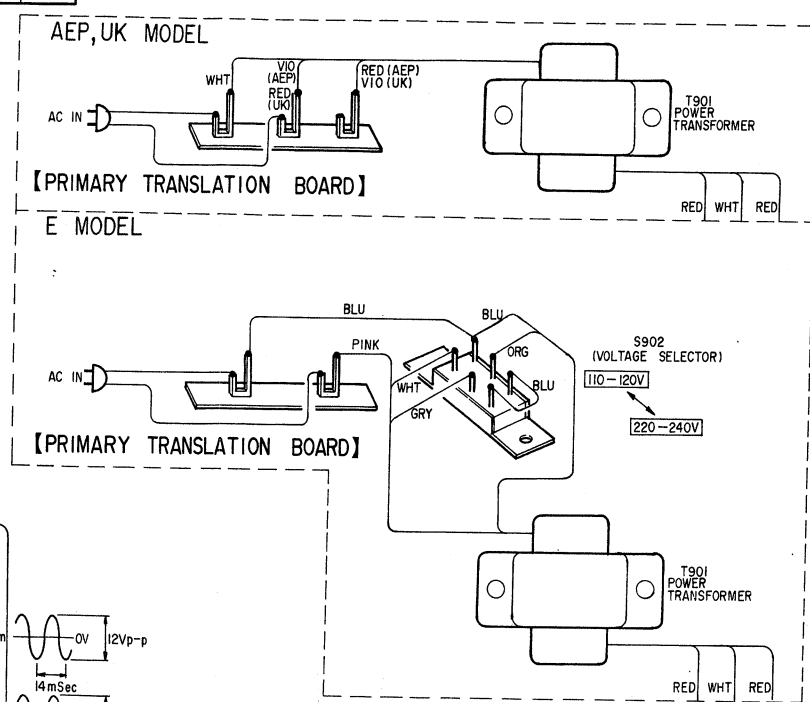 AEP, UK MODEL
WHT
VIO
(AEP)
RED
(UK)
RED (AEP)
VIO (UK)
AC IN
T901
POWER
TRANSFORMER
【PRIMARY TRANSLATION BOARD】
RED WHT RED
E MODEL
BLU
BLU
PINK
ORG
S902
(VOLTAGE SELECTOR)
AC IN
WHT
BLU
110-120V
GRY
220-240V
【PRIMARY TRANSLATION BOARD】
T901
POWER
TRANSFORMER
0V
12Vp-p
14mSec
RED WHT RED